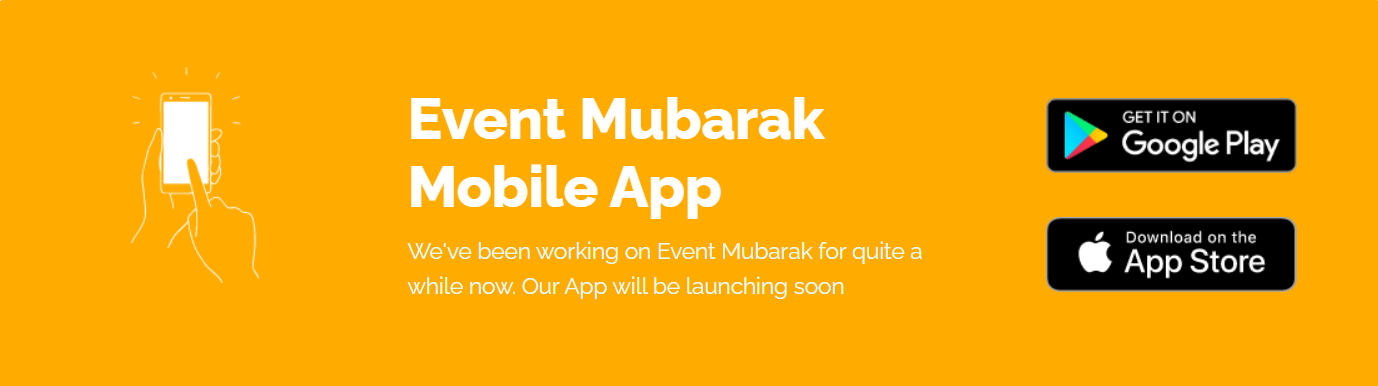 Event Mubarak
Mobile App
We've been working on Event Mubarak for quite a
while now. Our App will be launching soon
GET IT ON
Google Play
Download on the
App Store